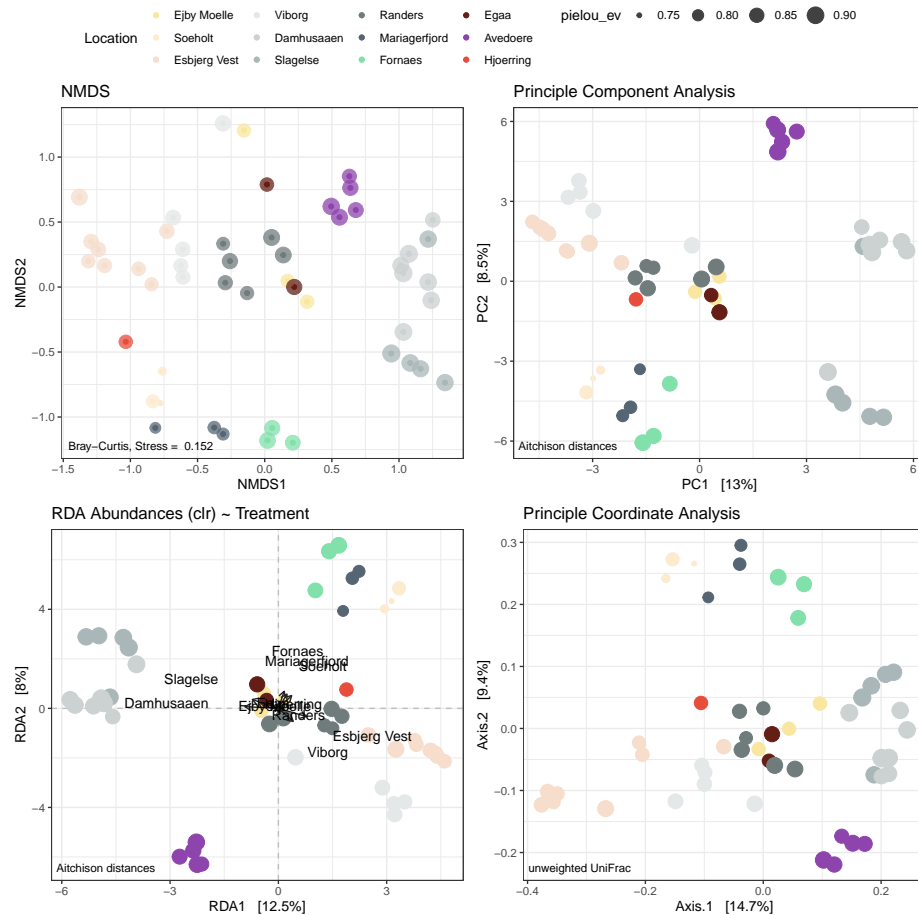 Location
Ejby Moelle
Soeholt
Esbjerg Vest
Viborg
Damhusaaen
Slagelse
Randers
Mariagerfjord
Fornaes
Egaa
Avedoere
Hjoerring
pielou_ev
0.75
0.80
0.85
0.90
NMDS
1.0
0.5
0.0
−0.5
−1.0
NMDS2
Bray−Curtis, Stress = 0.152
−1.5
−1.0
−0.5
0.0
0.5
1.0
NMDS1
Principle Component Analysis
6
3
0
−3
−6
PC2 [8.5%]
Aitchison distances
−3
0
3
6
PC1 [13%]
RDA Abundances (clr) ~ Treatment
4
0
−4
RDA2 [8%]
Fornaes
Mariagerfjord
Soeholt
Slagelse
Damhusaaen
Randers
Esbjerg Vest
Viborg
Aitchison distances
−6
−3
0
3
RDA1 [12.5%]
Principle Coordinate Analysis
0.3
0.2
0.1
0.0
−0.1
−0.2
Axis.2 [9.4%]
unweighted UniFrac
−0.4
−0.2
0.0
0.2
Axis.1 [14.7%]